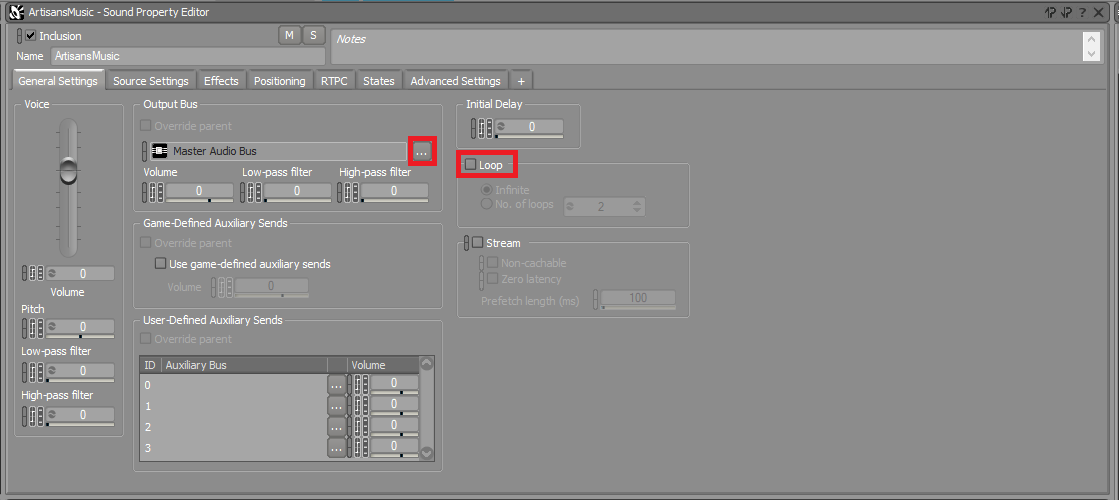 ArtisansMusic - Sound Property Editor
Inclusion
M S
Notes
Name ArtisansMusic
General Settings Source Settings Effects Positioning RTPC States Advanced Settings +
Voice
0
Volume
Pitch
0
Low-pass filter
0
High-pass filter
0
Output Bus
Override parent
Master Audio Bus ...
Volume Low-pass filter High-pass filter
0 0 0
Game-Defined Auxiliary Sends
Override parent
Use game-defined auxiliary sends
Volume 0
User-Defined Auxiliary Sends
Override parent
ID Auxiliary Bus Volume
0 ... 0
1 ... 0
2 ... 0
3 ... 0
Initial Delay
0
Loop
Infinite
No. of loops 2
Stream
Non-cachable
Zero latency
Prefetch length (ms) 100